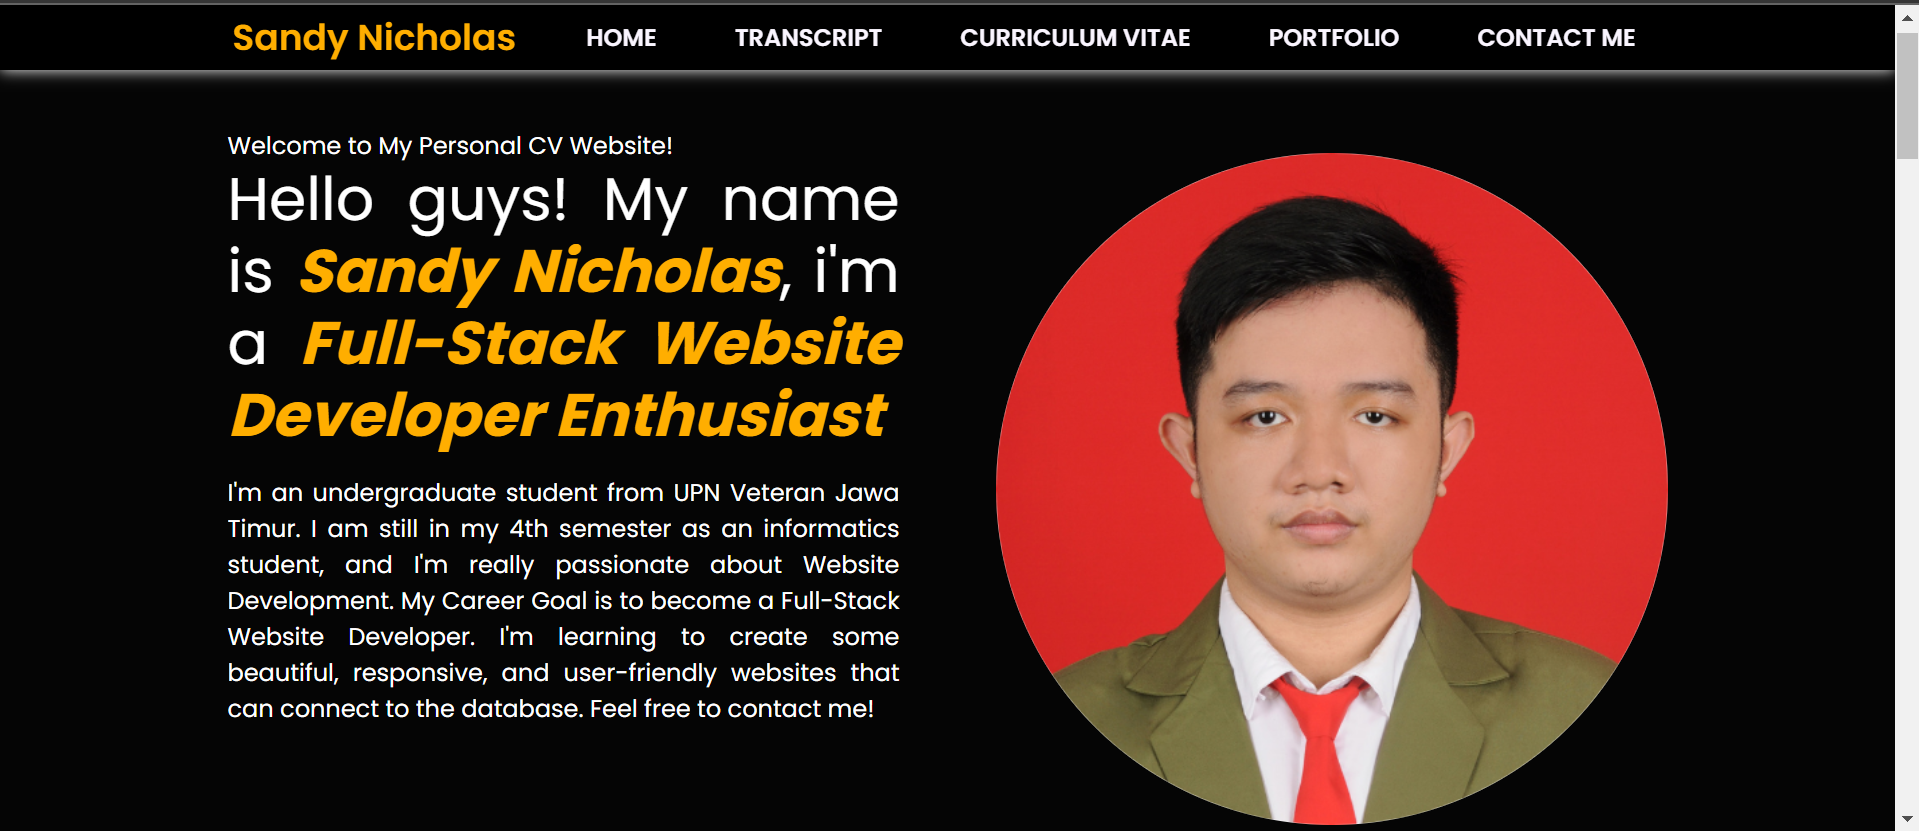 Sandy Nicholas HOME TRANSCRIPT CURRICULUM VITAE PORTFOLIO CONTACT ME
Welcome to My Personal CV Website!
Hello guys! My name
is Sandy Nicholas, i'm
a Full-Stack Website
Developer Enthusiast
I'm an undergraduate student from UPN Veteran Jawa
Timur. I am still in my 4th semester as an informatics
student, and I'm really passionate about Website
Development. My Career Goal is to become a Full-Stack
Website Developer. I'm learning to create some
beautiful, responsive, and user-friendly websites that
can connect to the database. Feel free to contact me!